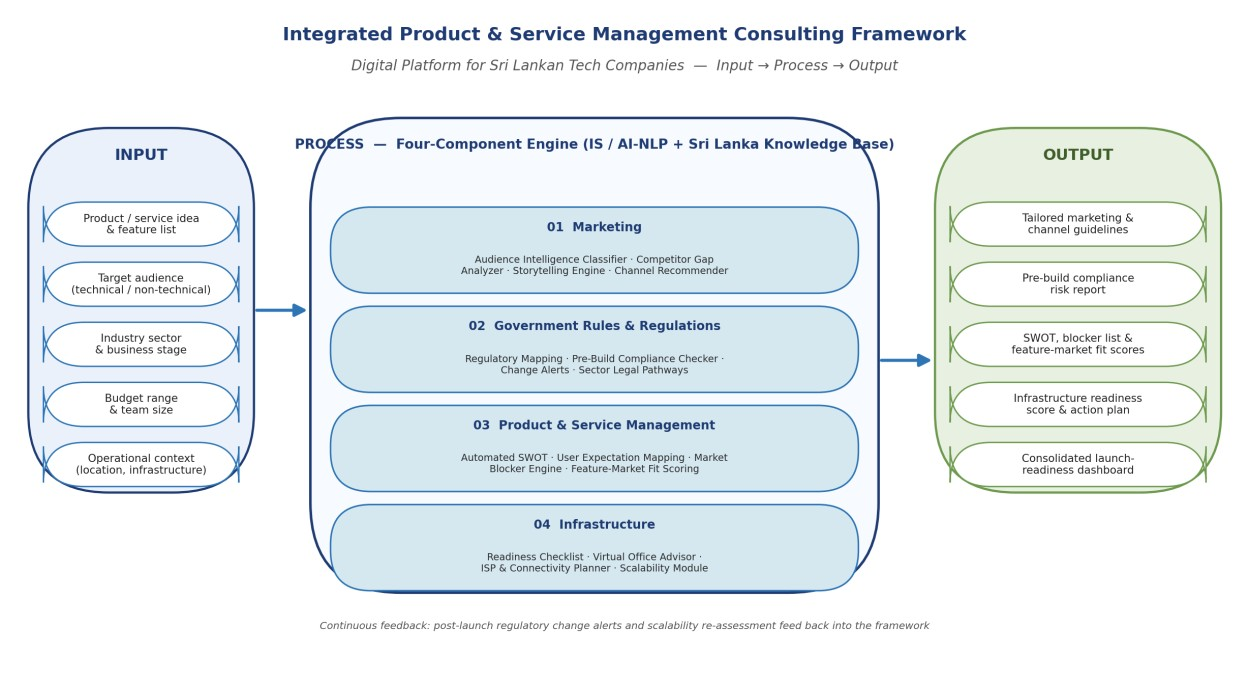 Integrated Product & Service Management Consulting Framework
Digital Platform for Sri Lankan Tech Companies — Input → Process → Output
INPUT
Product / service idea
& feature list
Target audience
(technical / non-technical)
Industry sector
& business stage
Budget range
& team size
Operational context
(location, infrastructure)
PROCESS — Four-Component Engine (IS / AI-NLP + Sri Lanka Knowledge Base)
01 Marketing
Audience Intelligence Classifier · Competitor Gap
Analyzer · Storytelling Engine · Channel Recommender
02 Government Rules & Regulations
Regulatory Mapping · Pre-Build Compliance Checker ·
Change Alerts · Sector Legal Pathways
03 Product & Service Management
Automated SWOT · User Expectation Mapping · Market
Blocker Engine · Feature-Market Fit Scoring
04 Infrastructure
Readiness Checklist · Virtual Office Advisor ·
ISP & Connectivity Planner · Scalability Module
OUTPUT
Tailored marketing &
channel guidelines
Pre-build compliance
risk report
SWOT, blocker list &
feature-market fit scores
Infrastructure readiness
score & action plan
Consolidated launch-
readiness dashboard
Continuous feedback: post-launch regulatory change alerts and scalability re-assessment feed back into the framework